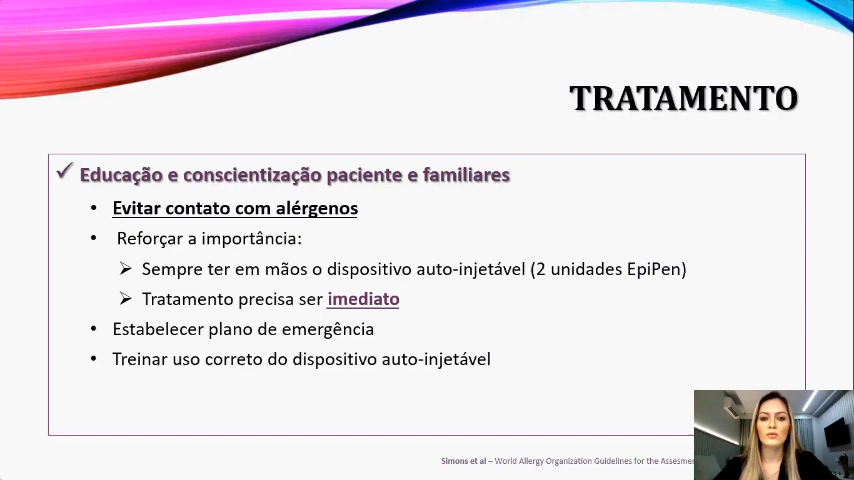 TRATAMENTO
✓ Educação e conscientização paciente e familiares
• Evitar contato com alérgenos
• Reforçar a importância:
➢ Sempre ter em mãos o dispositivo auto-injetável (2 unidades EpiPen)
➢ Tratamento precisa ser imediato
• Estabelecer plano de emergência
• Treinar uso correto do dispositivo auto-injetável
Simons et al – World Allergy Organization Guidelines for the